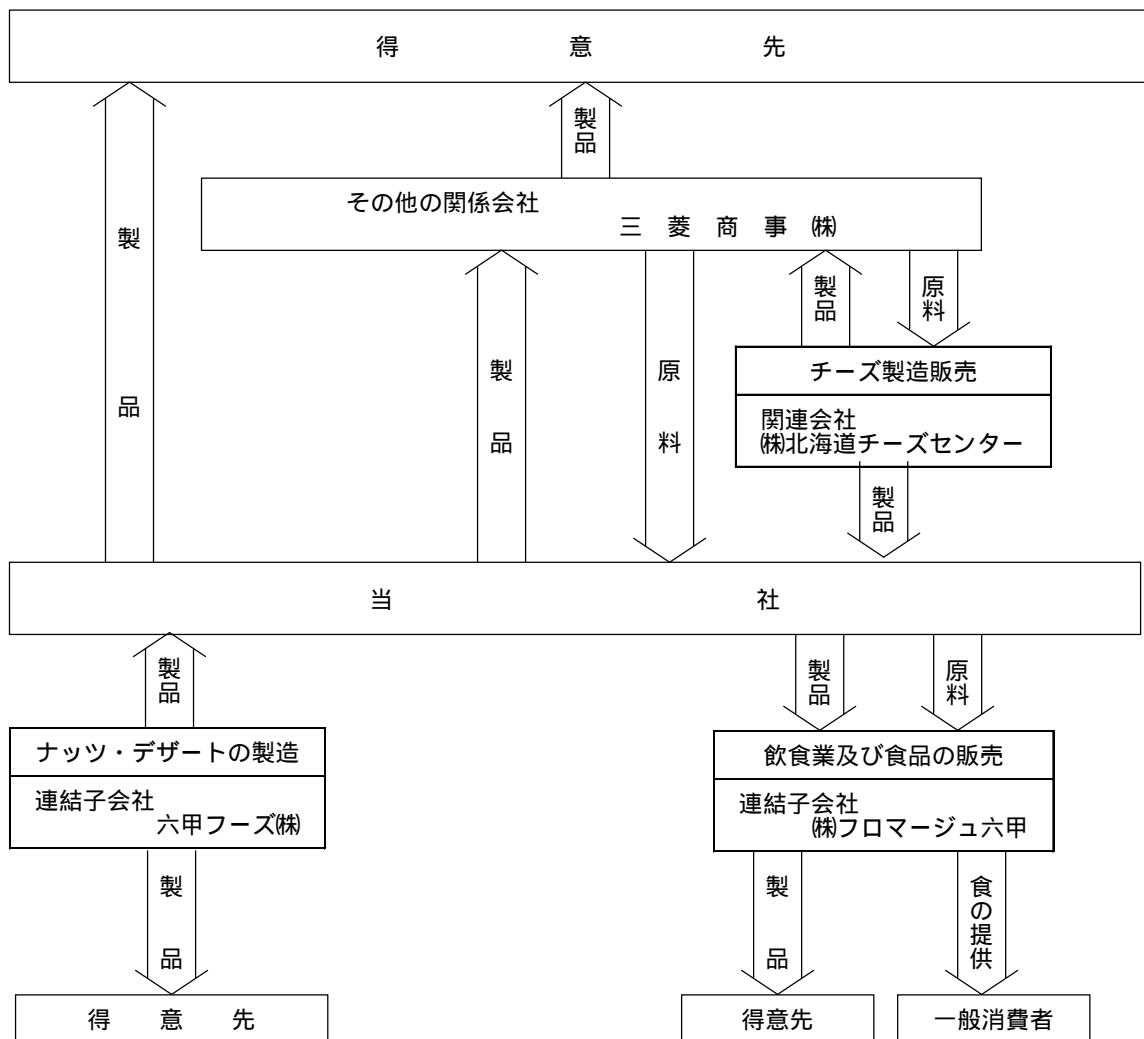 得意先
製品
その他の関係会社
三菱商事㈱
製品
製品
原料
製品
原料
チーズ製造販売
関連会社
㈱北海道チーズセンター
製品
当社
製品
製品
原料
ナッツ・デザートの製造
連結子会社
六甲フーズ㈱
飲食業及び食品の販売
連結子会社
㈱フロマージュ六甲
製品
製品
食の提供
得意先
得意先
一般消費者